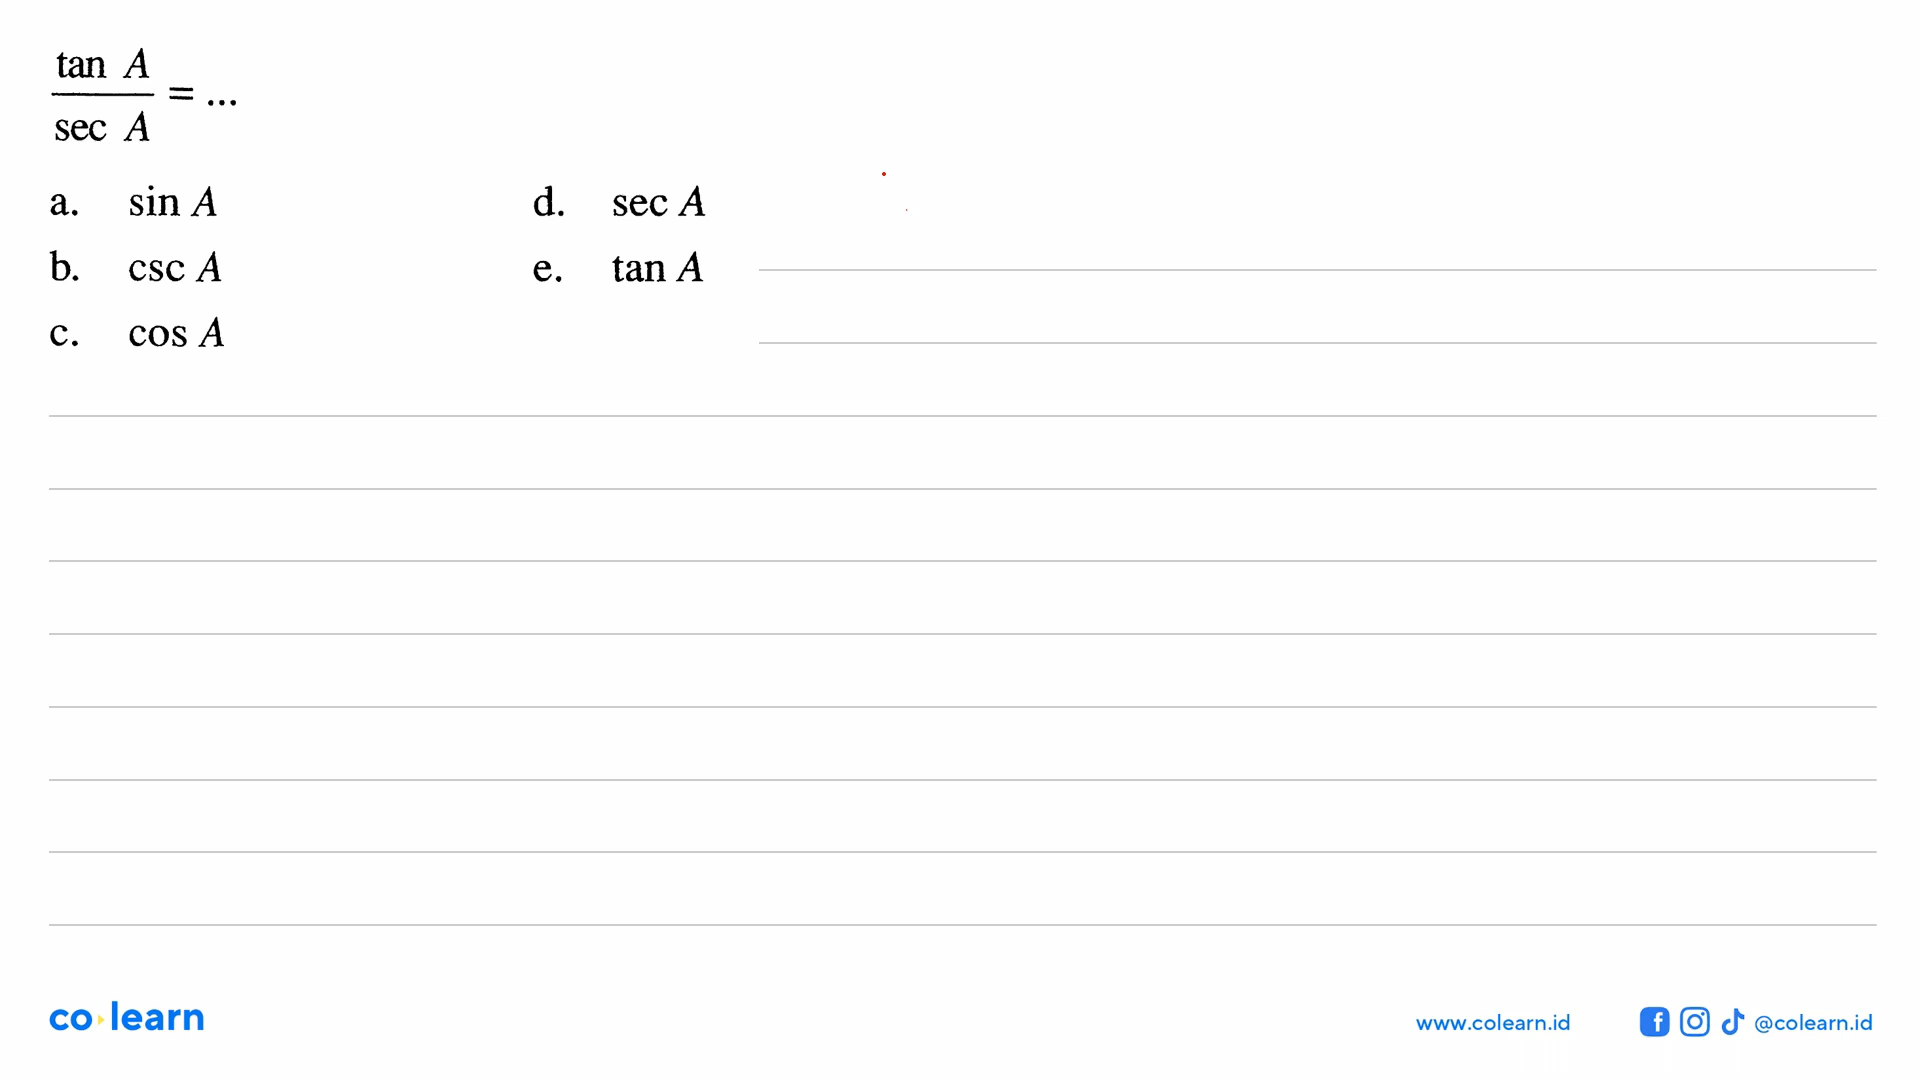 tan A
sec A = ...
a. sin A
b. csc A
c. cos A
d. sec A
e. tan A
co learn
www.colearn.id
@colearn.id